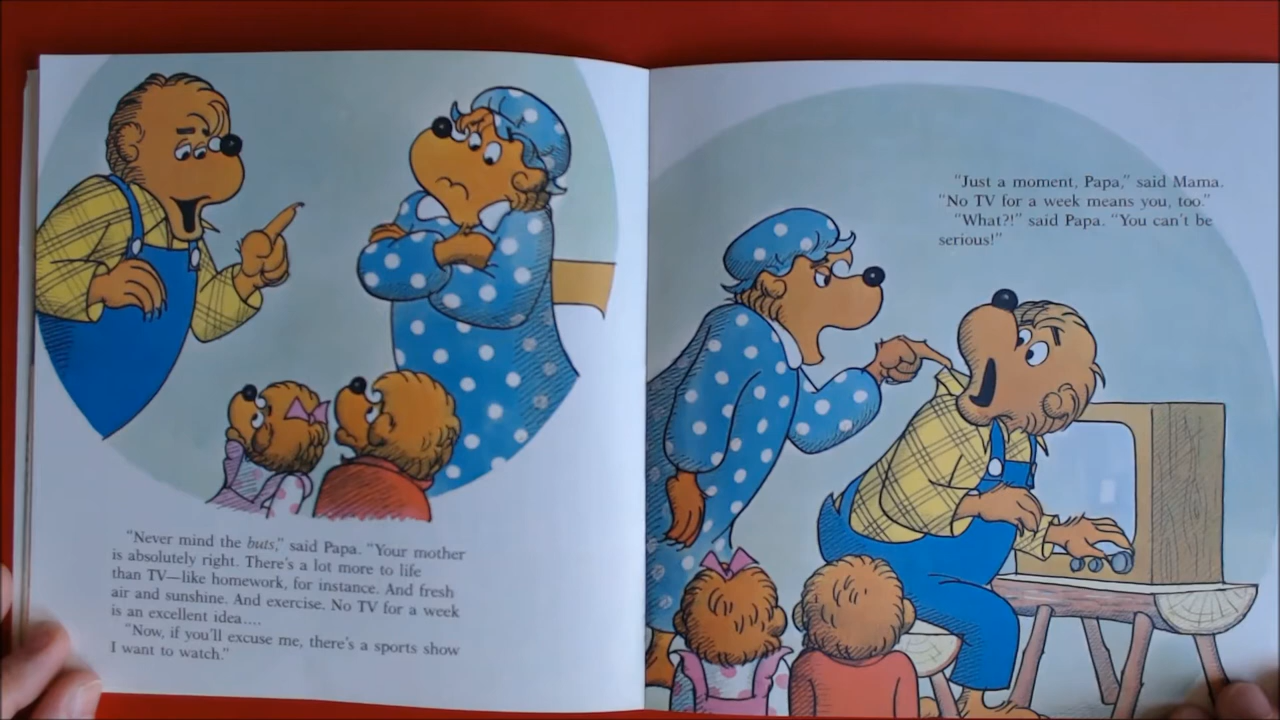 "Never mind the buts," said Papa. "Your mother
is absolutely right. There's a lot more to life
than TV—like homework, for instance. And fresh
air and sunshine. And exercise. No TV for a week
is an excellent idea....
"Now, if you'll excuse me, there's a sports show
I want to watch."
"Just a moment, Papa," said Mama.
"No TV for a week means you, too."
"What?!" said Papa. "You can't be
serious!"